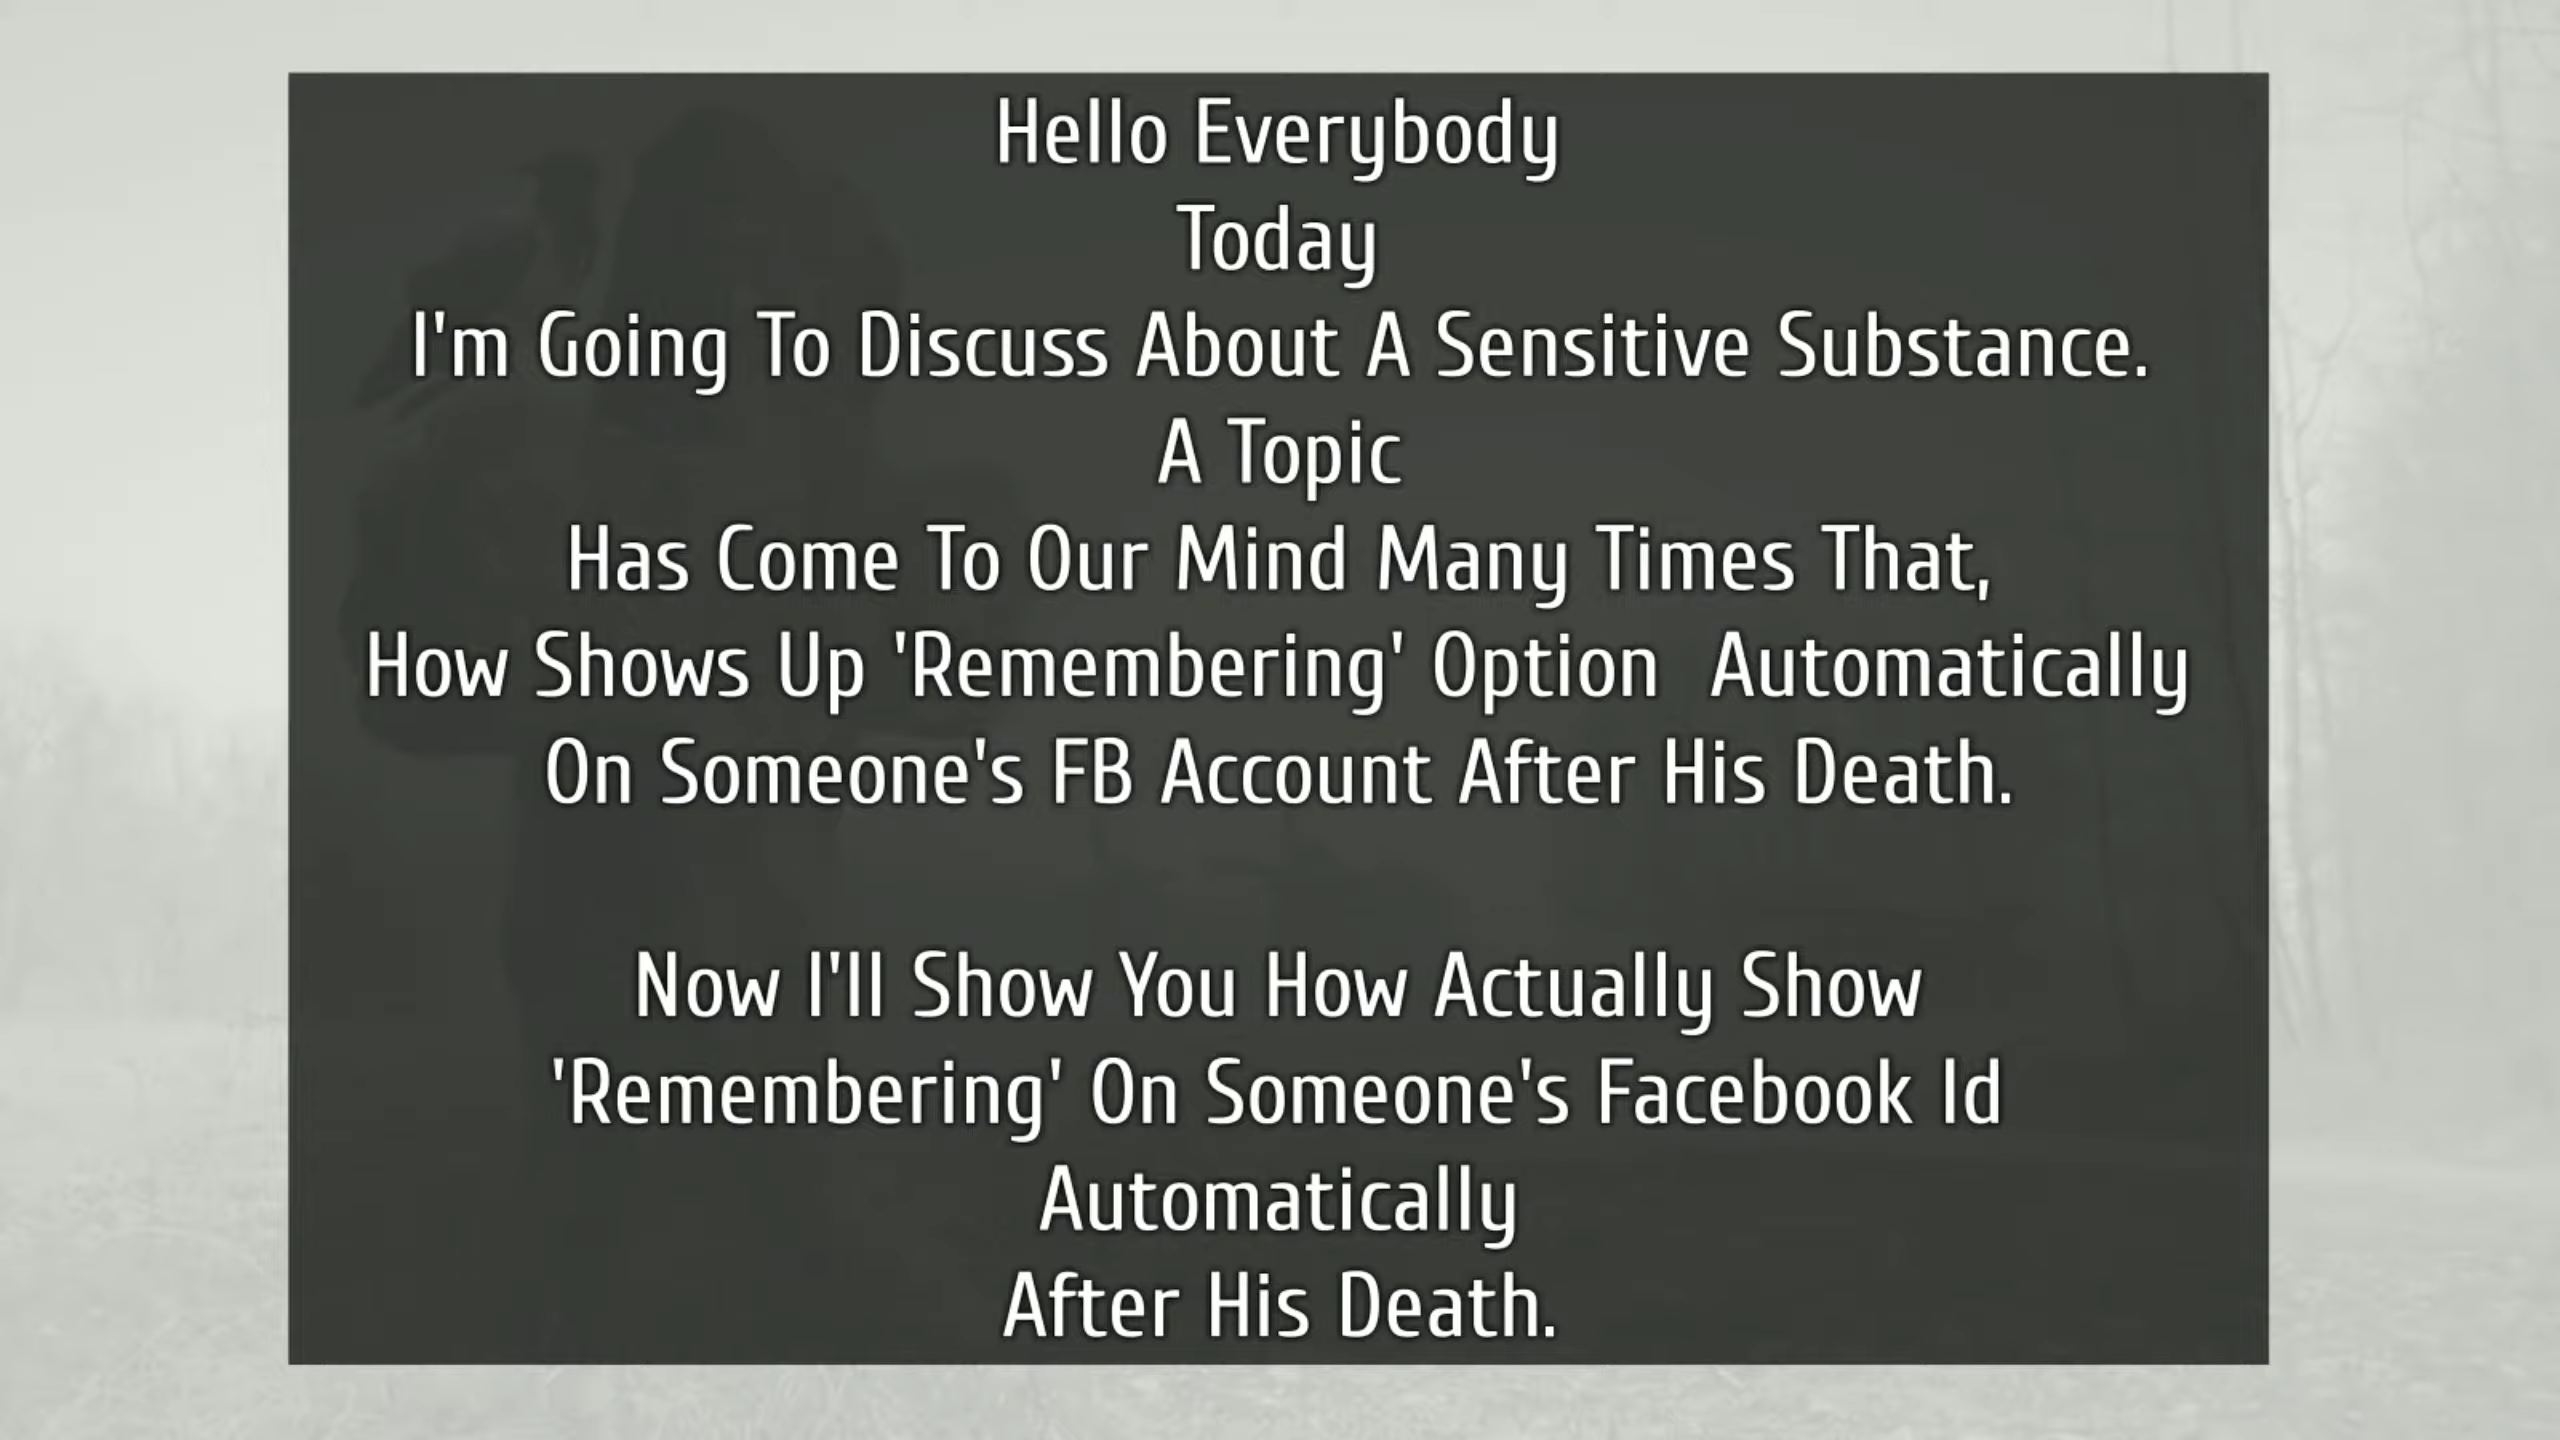 Hello Everybody
Today
I'm Going To Discuss About A Sensitive Substance.
A Topic
Has Come To Our Mind Many Times That,
How Shows Up 'Remembering' Option  Automatically
On Someone's FB Account After His Death.
Now I'll Show You How Actually Show
'Remembering' On Someone's Facebook Id
Automatically
After His Death.